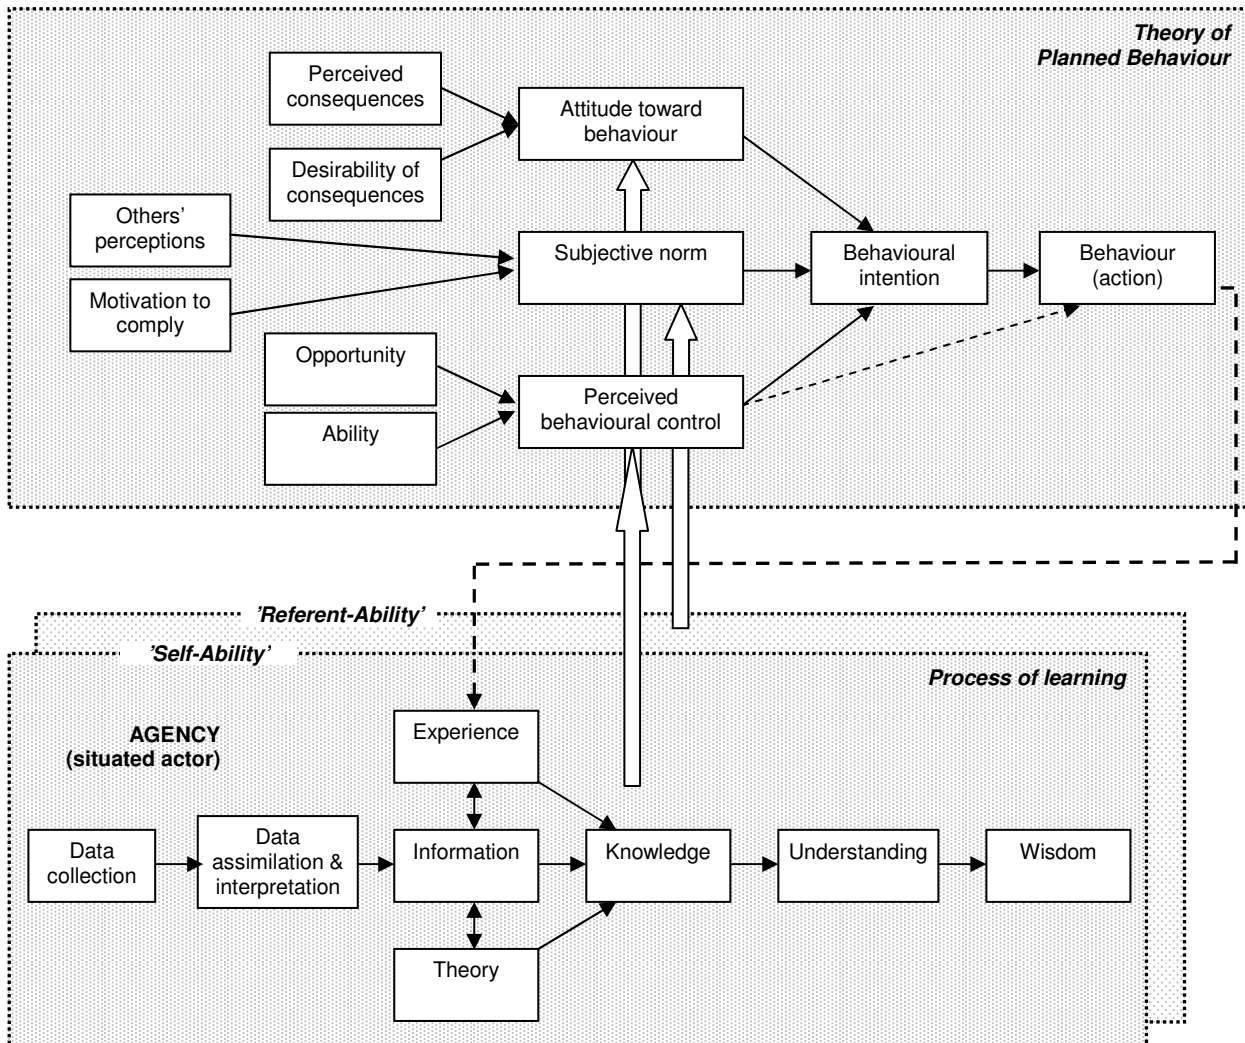 Theory of
Planned Behaviour
Perceived
consequences
Attitude toward
behaviour
Desirability of
consequences
Others'
perceptions
Subjective norm
Behavioural
intention
Behaviour
(action)
Motivation to
comply
Opportunity
Perceived
behavioural control
Ability
'Referent-Ability'
'Self-Ability'
Process of learning
AGENCY
(situated actor)
Experience
Data
collection
Data
assimilation &
interpretation
Information
Knowledge
Understanding
Wisdom
Theory